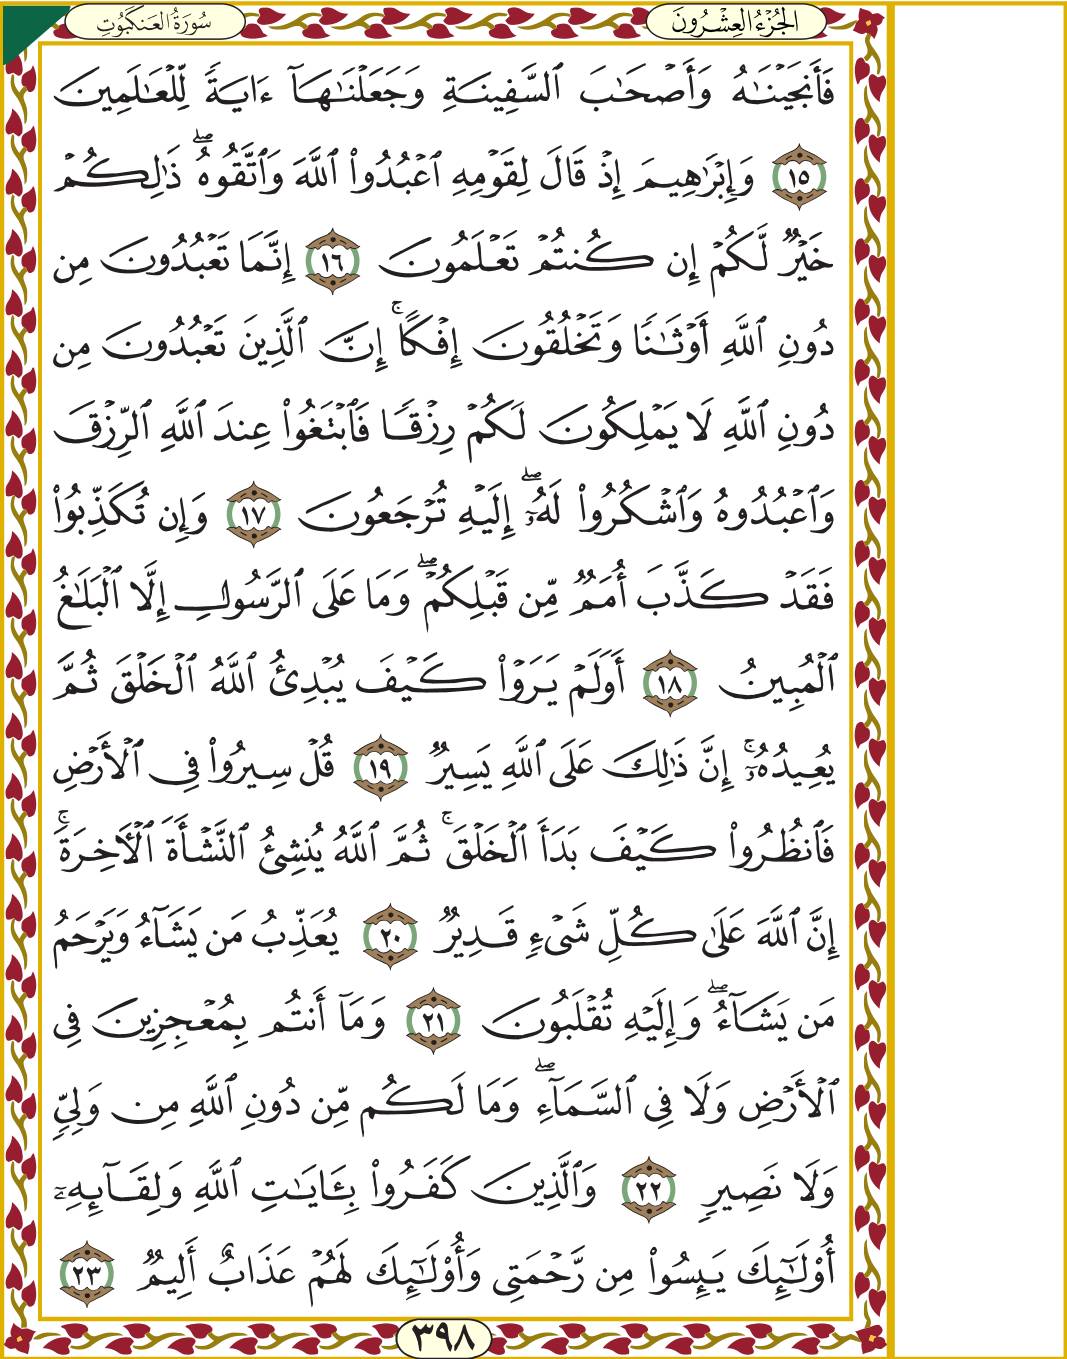 الجُزْءُ العِشْرُونَ
سُورَةُ العَنكَبُوتِ
فَأَنجَيْنَـٰهُ وَأَصْحَـٰبَ ٱلسَّفِينَةِ وَجَعَلْنَـٰهَآ ءَايَةً لِّلْعَـٰلَمِينَ
١٥ وَإِبْرَٰهِيمَ إِذْ قَالَ لِقَوْمِهِ ٱعْبُدُوا۟ ٱللَّهَ وَٱتَّقُوهُ ۖ ذَٰلِكُمْ
خَيْرٌ لَّكُمْ إِن كُنتُمْ تَعْلَمُونَ ١٦ إِنَّمَا تَعْبُدُونَ مِن
دُونِ ٱللَّهِ أَوْثَـٰنًا وَتَخْلُقُونَ إِفْكًا ۚ إِنَّ ٱلَّذِينَ تَعْبُدُونَ مِن
دُونِ ٱللَّهِ لَا يَمْلِكُونَ لَكُمْ رِزْقًا فَٱبْتَغُوا۟ عِندَ ٱللَّهِ ٱلرِّزْقَ
وَٱعْبُدُوهُ وَٱشْكُرُوا۟ لَهُۥٓ ۖ إِلَيْهِ تُرْجَعُونَ ١٧ وَإِن تُكَذِّبُوا۟
فَقَدْ كَذَّبَ أُمَمٌ مِّن قَبْلِكُمْ ۖ وَمَا عَلَى ٱلرَّسُولِ إِلَّا ٱلْبَلَـٰغُ
ٱلْمُبِينُ ١٨ أَوَلَمْ يَرَوْا۟ كَيْفَ يُبْدِئُ ٱللَّهُ ٱلْخَلْقَ ثُمَّ
يُعِيدُهُۥٓ ۚ إِنَّ ذَٰلِكَ عَلَى ٱللَّهِ يَسِيرٌ ١٩ قُلْ سِيرُوا۟ فِى ٱلْأَرْضِ
فَٱنظُرُوا۟ كَيْفَ بَدَأَ ٱلْخَلْقَ ۚ ثُمَّ ٱللَّهُ يُنشِئُ ٱلنَّشْأَةَ ٱلْـَٔاخِرَةَ ۚ
إِنَّ ٱللَّهَ عَلَىٰ كُلِّ شَىْءٍ قَدِيرٌ ٢٠ يُعَذِّبُ مَن يَشَآءُ وَيَرْحَمُ
مَن يَشَآءُ ۖ وَإِلَيْهِ تُقْلَبُونَ ٢١ وَمَآ أَنتُم بِمُعْجِزِينَ فِى
ٱلْأَرْضِ وَلَا فِى ٱلسَّمَآءِ ۖ وَمَا لَكُم مِّن دُونِ ٱللَّهِ مِن وَلِىٍّ
وَلَا نَصِيرٍ ٢٢ وَٱلَّذِينَ كَفَرُوا۟ بِـَٔايَـٰتِ ٱللَّهِ وَلِقَآئِهِۦٓ
أُو۟لَـٰٓئِكَ يَئِسُوا۟ مِن رَّحْمَتِى وَأُو۟لَـٰٓئِكَ لَهُمْ عَذَابٌ أَلِيمٌ ٢٣
٣٩٨